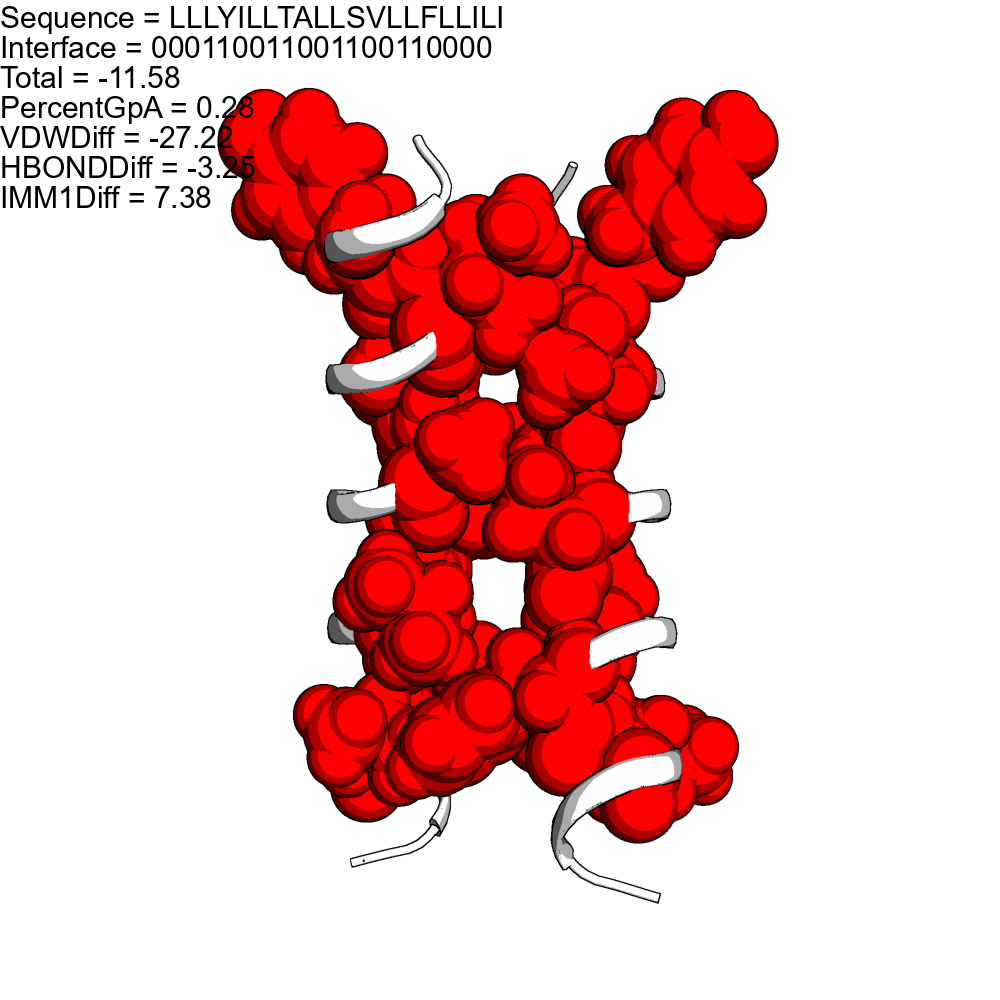 Sequence = LLLYILLTALLSVLLFLLILI
Interface = 000110011001100110000
Total = -11.58
PercentGpA = 0.28
VDWDiff = -27.22
HBONDDiff = -3.25
IMM1Diff = 7.38